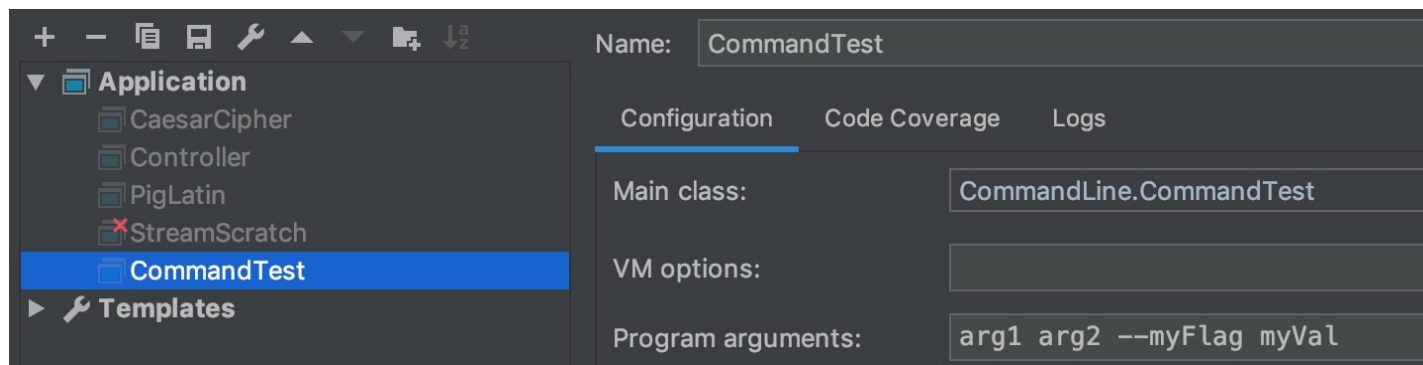 Application
CaesarCipher
Controller
PigLatin
StreamScratch
CommandTest
Templates
Name: CommandTest
Configuration Code Coverage Logs
Main class: CommandLine.CommandTest
VM options:
Program arguments: arg1 arg2 --myFlag myVal